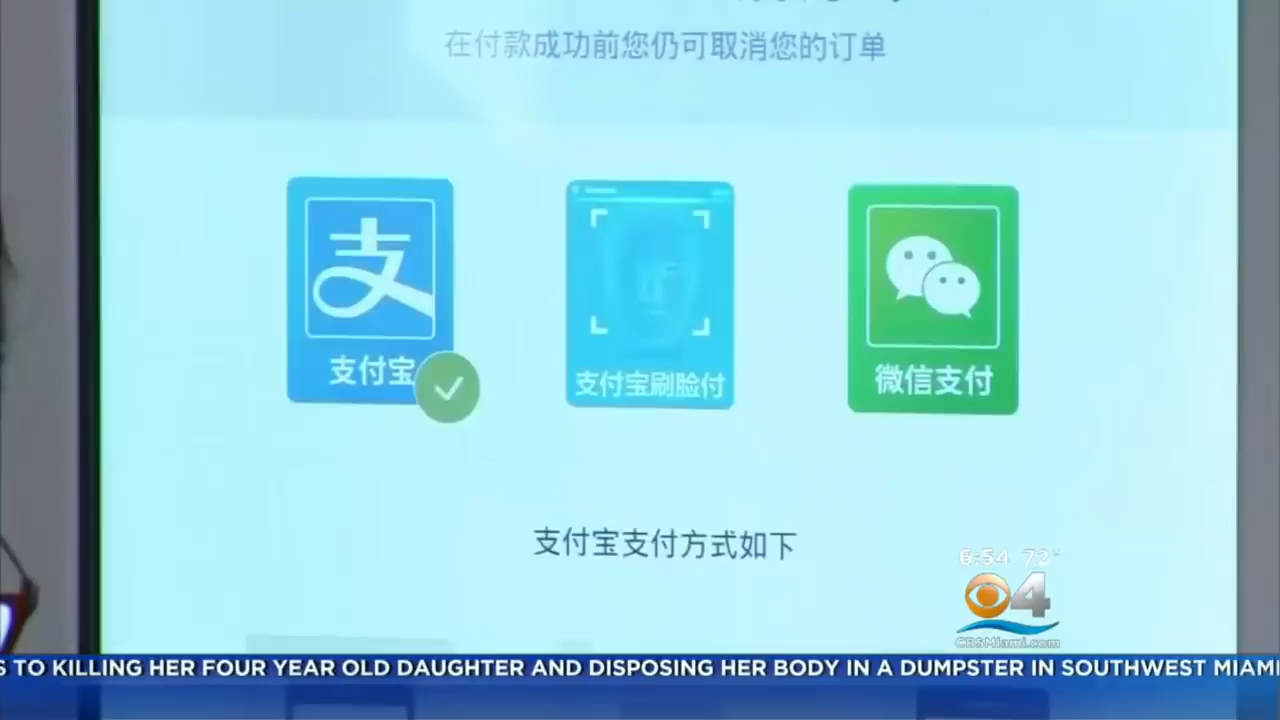 在付款成功前您仍可取消您的订单
支
支付宝
支付宝刷脸付
微信支付
支付宝支付方式如下
6:54 72°
4
CBSMiami.com
S TO KILLING HER FOUR YEAR OLD DAUGHTER AND DISPOSING HER BODY IN A DUMPSTER IN SOUTHWEST MIAMI